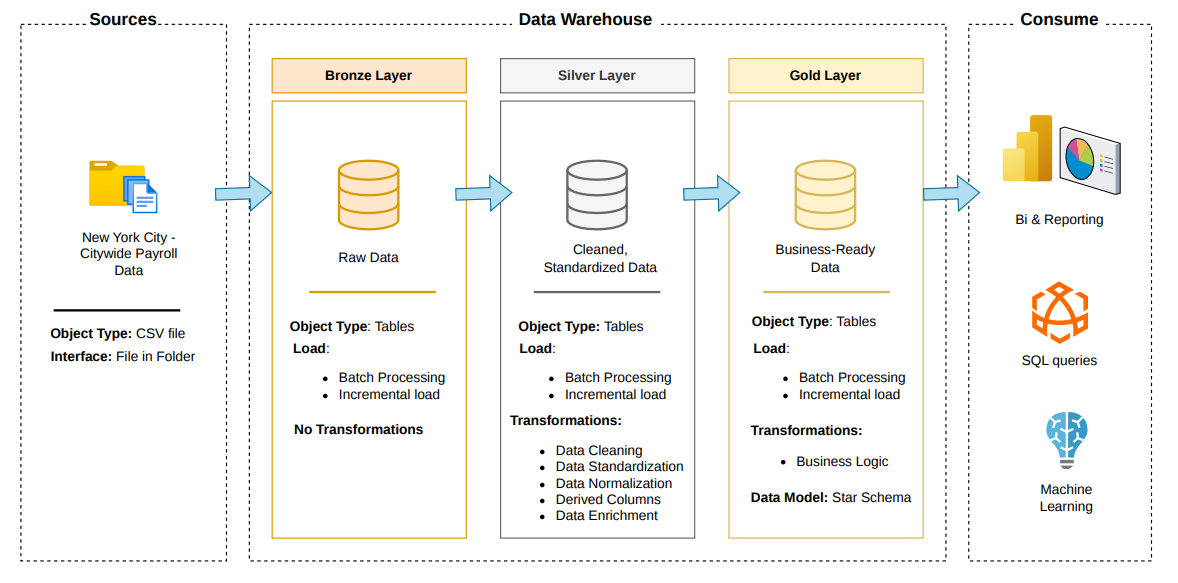 Sources
New York City -
Citywide Payroll
Data
Object Type: CSV file
Interface: File in Folder
Data Warehouse
Bronze Layer
Raw Data
Object Type: Tables
Load:
Batch Processing
Incremental load
No Transformations
Silver Layer
Cleaned,
Standardized Data
Object Type: Tables
Load:
Batch Processing
Incremental load
Transformations:
Data Cleaning
Data Standardization
Data Normalization
Derived Columns
Data Enrichment
Gold Layer
Business-Ready
Data
Object Type: Tables
Load:
Batch Processing
Incremental load
Transformations:
Business Logic
Data Model: Star Schema
Consume
Bi & Reporting
SQL queries
Machine
Learning